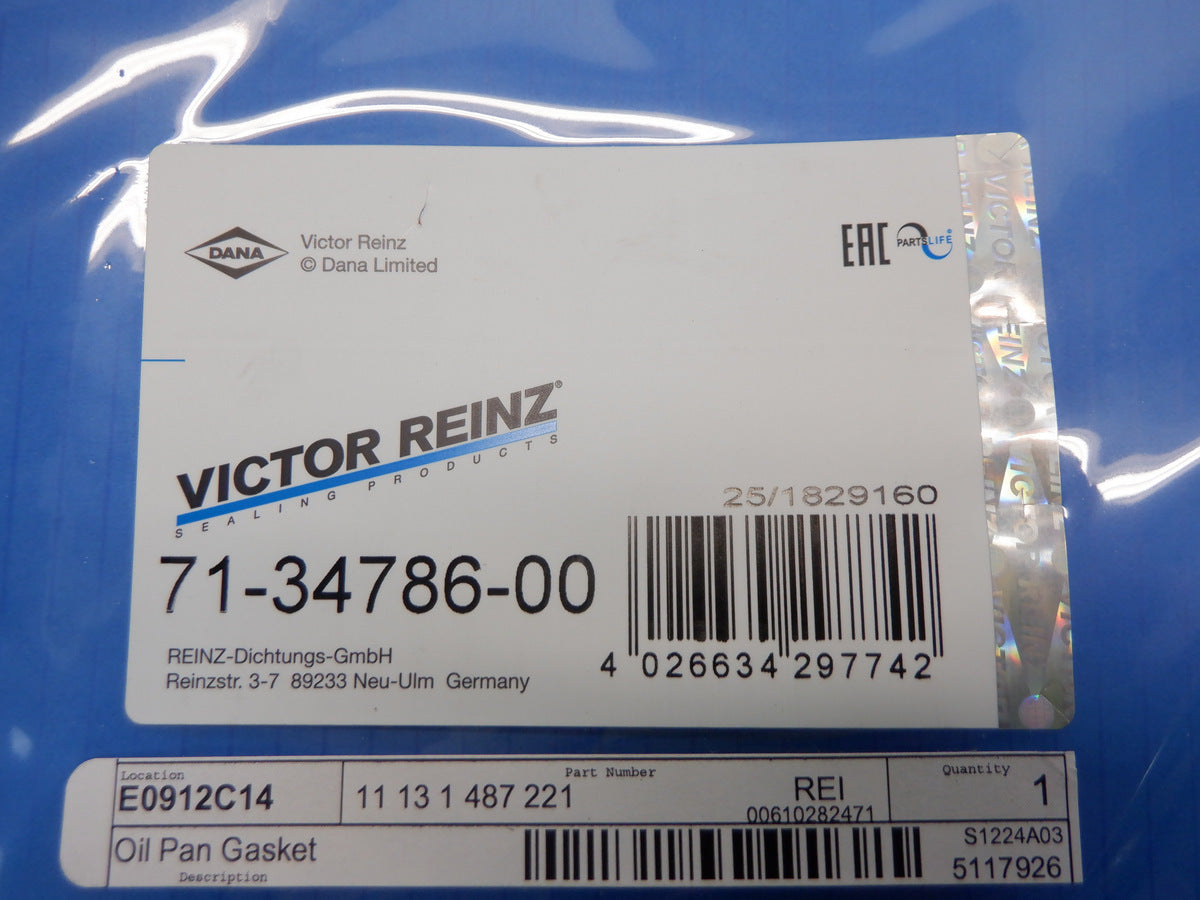 DANA
Victor Reinz
© Dana Limited
EAC
PARTSLIFE®
VICTOR REINZ®
SEALING PRODUCTS
25/1829160
71-34786-00
4 026634 297742
REINZ-Dichtungs-GmbH
Reinzstr. 3-7 89233 Neu-Ulm Germany
VICTOR REINZ
Location
E0912C14
Part Number
11 13 1 487 221
REI
00610282471
Quantity
1
Oil Pan Gasket
Description
S1224A03
5117926